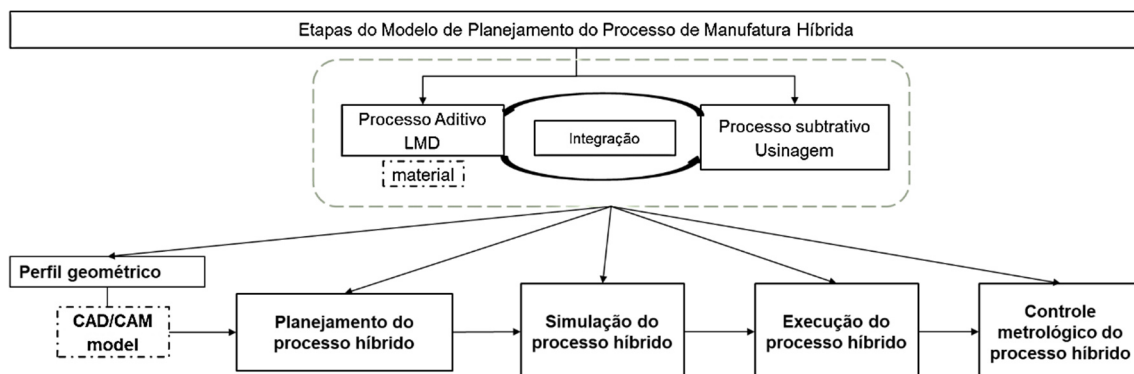 Etapas do Modelo de Planejamento do Processo de Manufatura Híbrida
Processo Aditivo
LMD
Integração
Processo subtrativo
Usinagem
material
Perfil geométrico
CAD/CAM
model
Planejamento do
processo híbrido
Simulação do
processo híbrido
Execução do
processo híbrido
Controle
metrológico do
processo híbrido